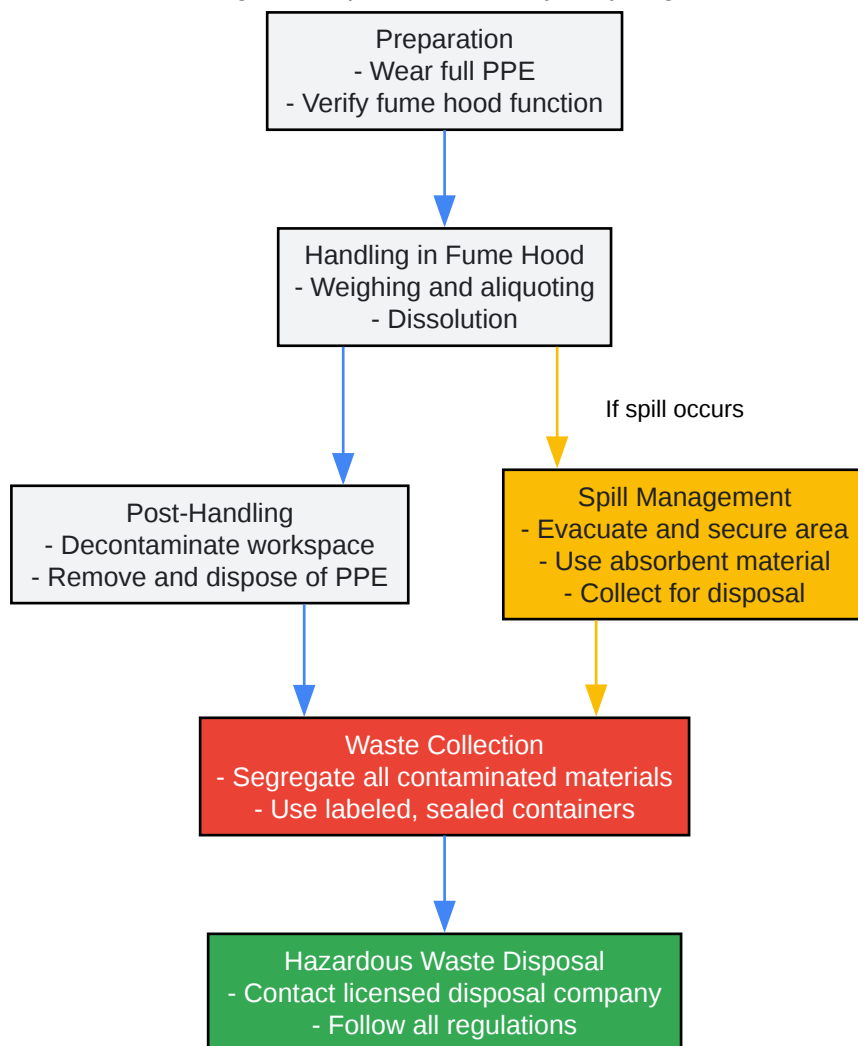 Preparation
- Wear full PPE
- Verify fume hood function
Handling in Fume Hood
- Weighing and aliquoting
- Dissolution
If spill occurs
Post-Handling
- Decontaminate workspace
- Remove and dispose of PPE
Spill Management
- Evacuate and secure area
- Use absorbent material
- Collect for disposal
Waste Collection
- Segregate all contaminated materials
- Use labeled, sealed containers
Hazardous Waste Disposal
- Contact licensed disposal company
- Follow all regulations